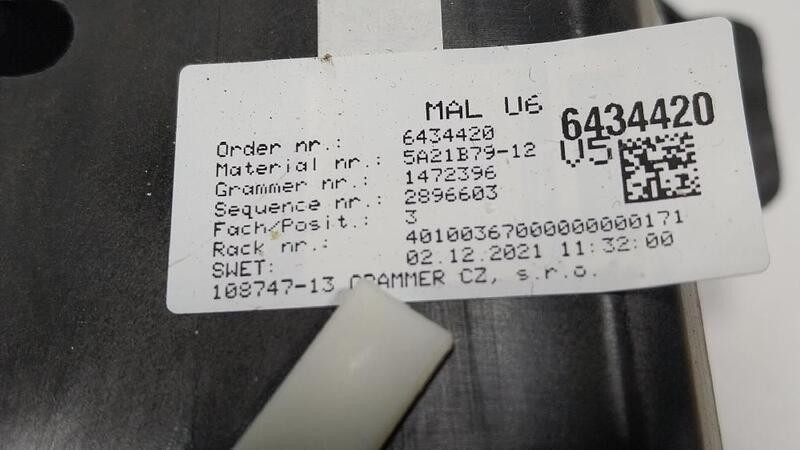 MAL U6
6434420
Order nr.: 6434420
V5
Material nr.: 5A21B79-12
Grammer nr.: 1472396
Sequence nr.: 2896603
Fach/Posit.: 3
Rack nr.: 40100367000000000171
SWET: 02.12.2021 11:32:00
108747-13 GRAMMER CZ, s.r.o.